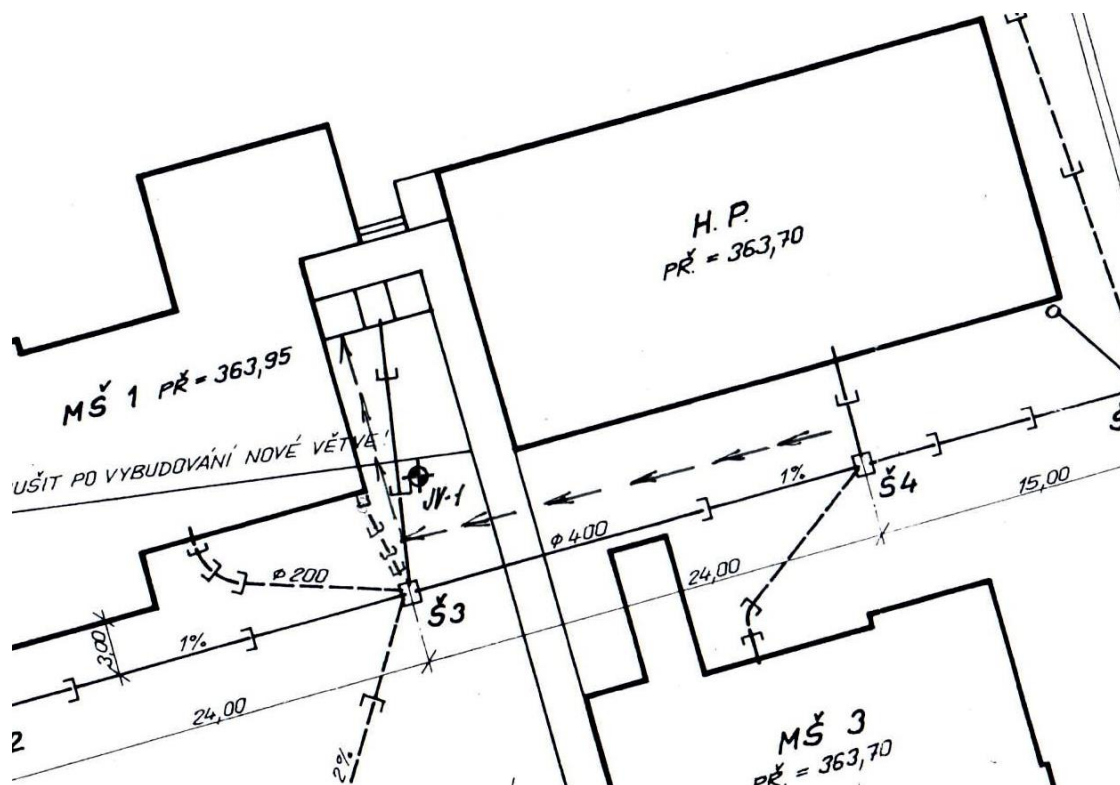 H. P.
PŘ. = 363,70
MŠ 1 PŘ = 363,95
UŠIT PO VYBUDOVÁNÍ NOVÉ VĚTVE!
JV-1
1%
Š4
15,00
Š
φ 400
24,00
φ 200
Š3
3,00
1%
24,00
2
2%
MŠ 3
PŘ. = 363,70